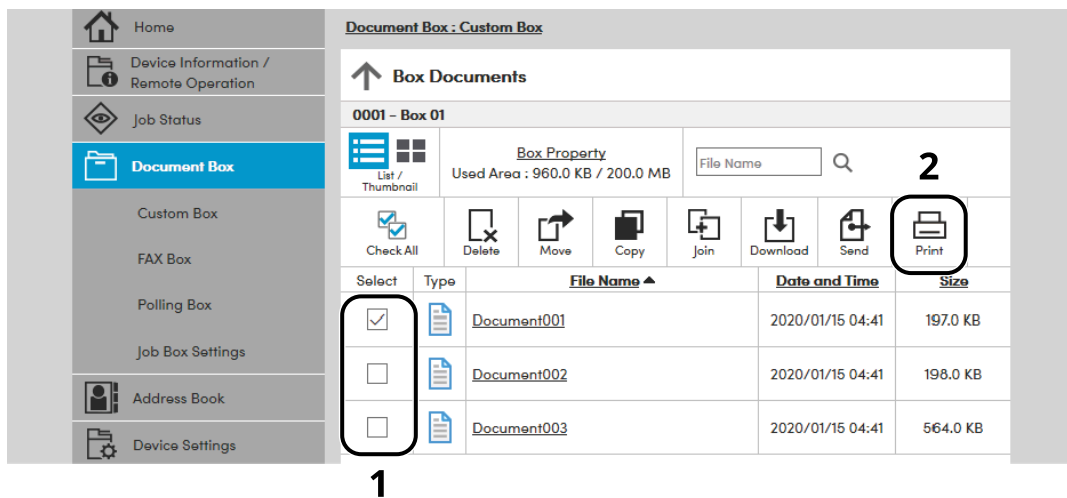 Home
Device Information /
Remote Operation
Job Status
Document Box
Custom Box
FAX Box
Polling Box
Job Box Settings
Address Book
Device Settings
Document Box : Custom Box
Box Documents
0001 - Box 01
List /
Thumbnail
Box Property
Used Area : 960.0 KB / 200.0 MB
File Name
2
Check All Delete Move Copy Join Download Send Print
Select Type File Name Date and Time Size
Document001 2020/01/15 04:41 197.0 KB
Document002 2020/01/15 04:41 198.0 KB
Document003 2020/01/15 04:41 564.0 KB
1